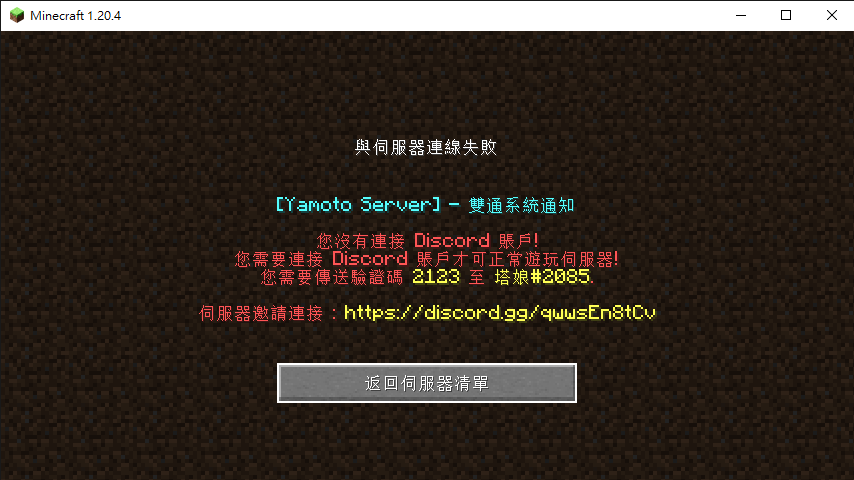 Minecraft 1.20.4
與伺服器連線失敗
[Yamoto Server] - 雙通系統通知
您沒有連接 Discord 賬戶!
您需要連接 Discord 賬戶才可正常遊玩伺服器!
您需要傳送驗證碼 2123 至 塔娘#2085.
伺服器邀請連接 : https://discord.gg/qwwsEn8tCv
返回伺服器清單